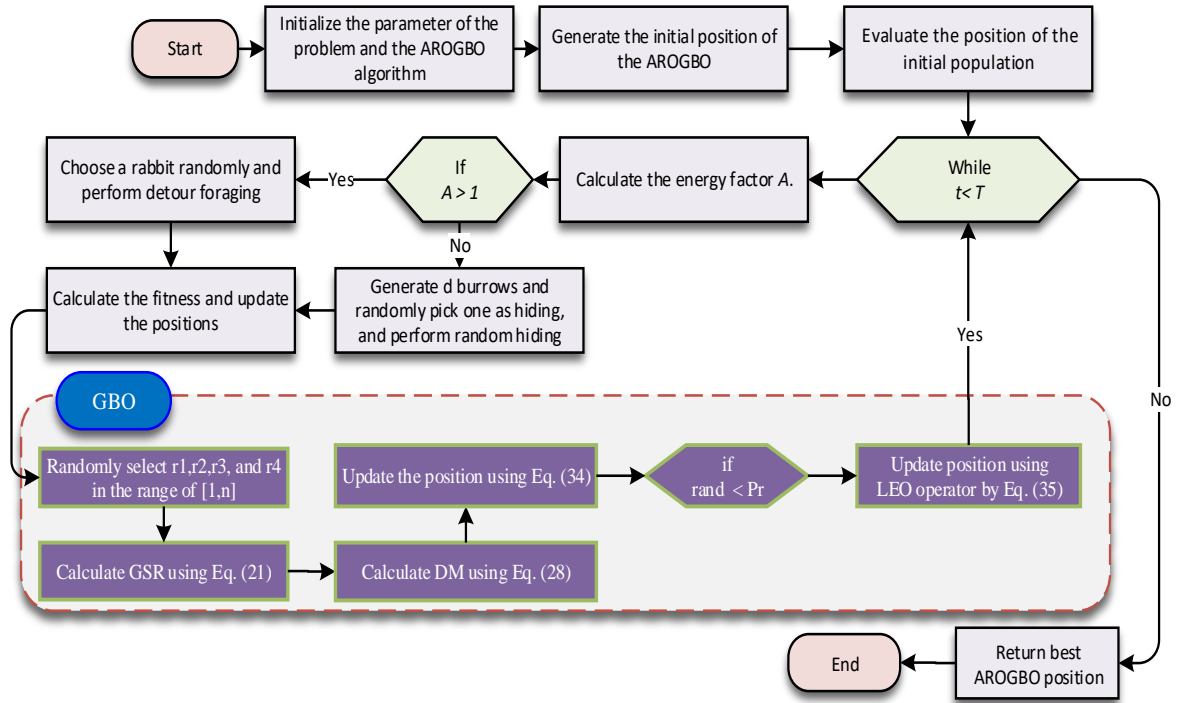 Start
Initialize the parameter of the
problem and the AROGBO
algorithm
Generate the initial position of
the AROGBO
Evaluate the position of the
initial population
Choose a rabbit randomly and
perform detour foraging
Yes
If
A > 1
Calculate the energy factor A.
While
t< T
No
Calculate the fitness and update
the positions
Generate d burrows and
randomly pick one as hiding,
and perform random hiding
Yes
No
GBO
Randomly select r1,r2,r3, and r4
in the range of [1,n]
Update the position using Eq. (34)
if
rand < Pr
Update position using
LEO operator by Eq. (35)
Calculate GSR using Eq. (21)
Calculate DM using Eq. (28)
End
Return best
AROGBO position